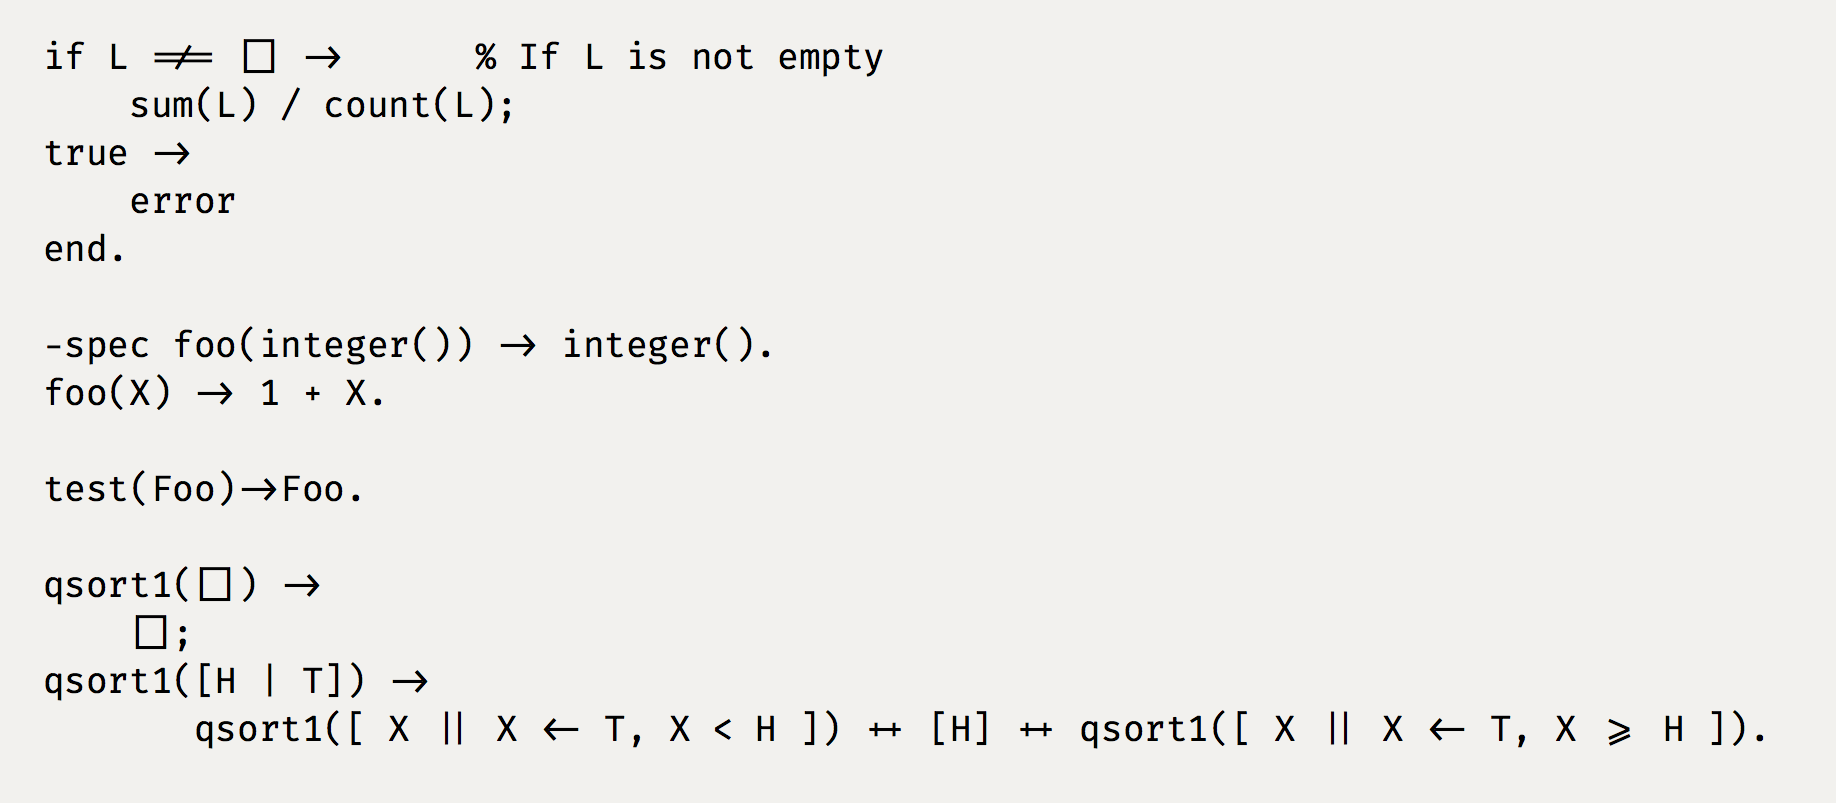 if L =/= [] ->      % If L is not empty
    sum(L) / count(L);
true ->
    error
end.
-spec foo(integer()) -> integer().
foo(X) -> 1 + X.
test(Foo)->Foo.
qsort1([]) ->
    [];
qsort1([H | T]) ->
       qsort1([ X || X <- T, X < H ]) ++ [H] ++ qsort1([ X || X <- T, X >= H ]).